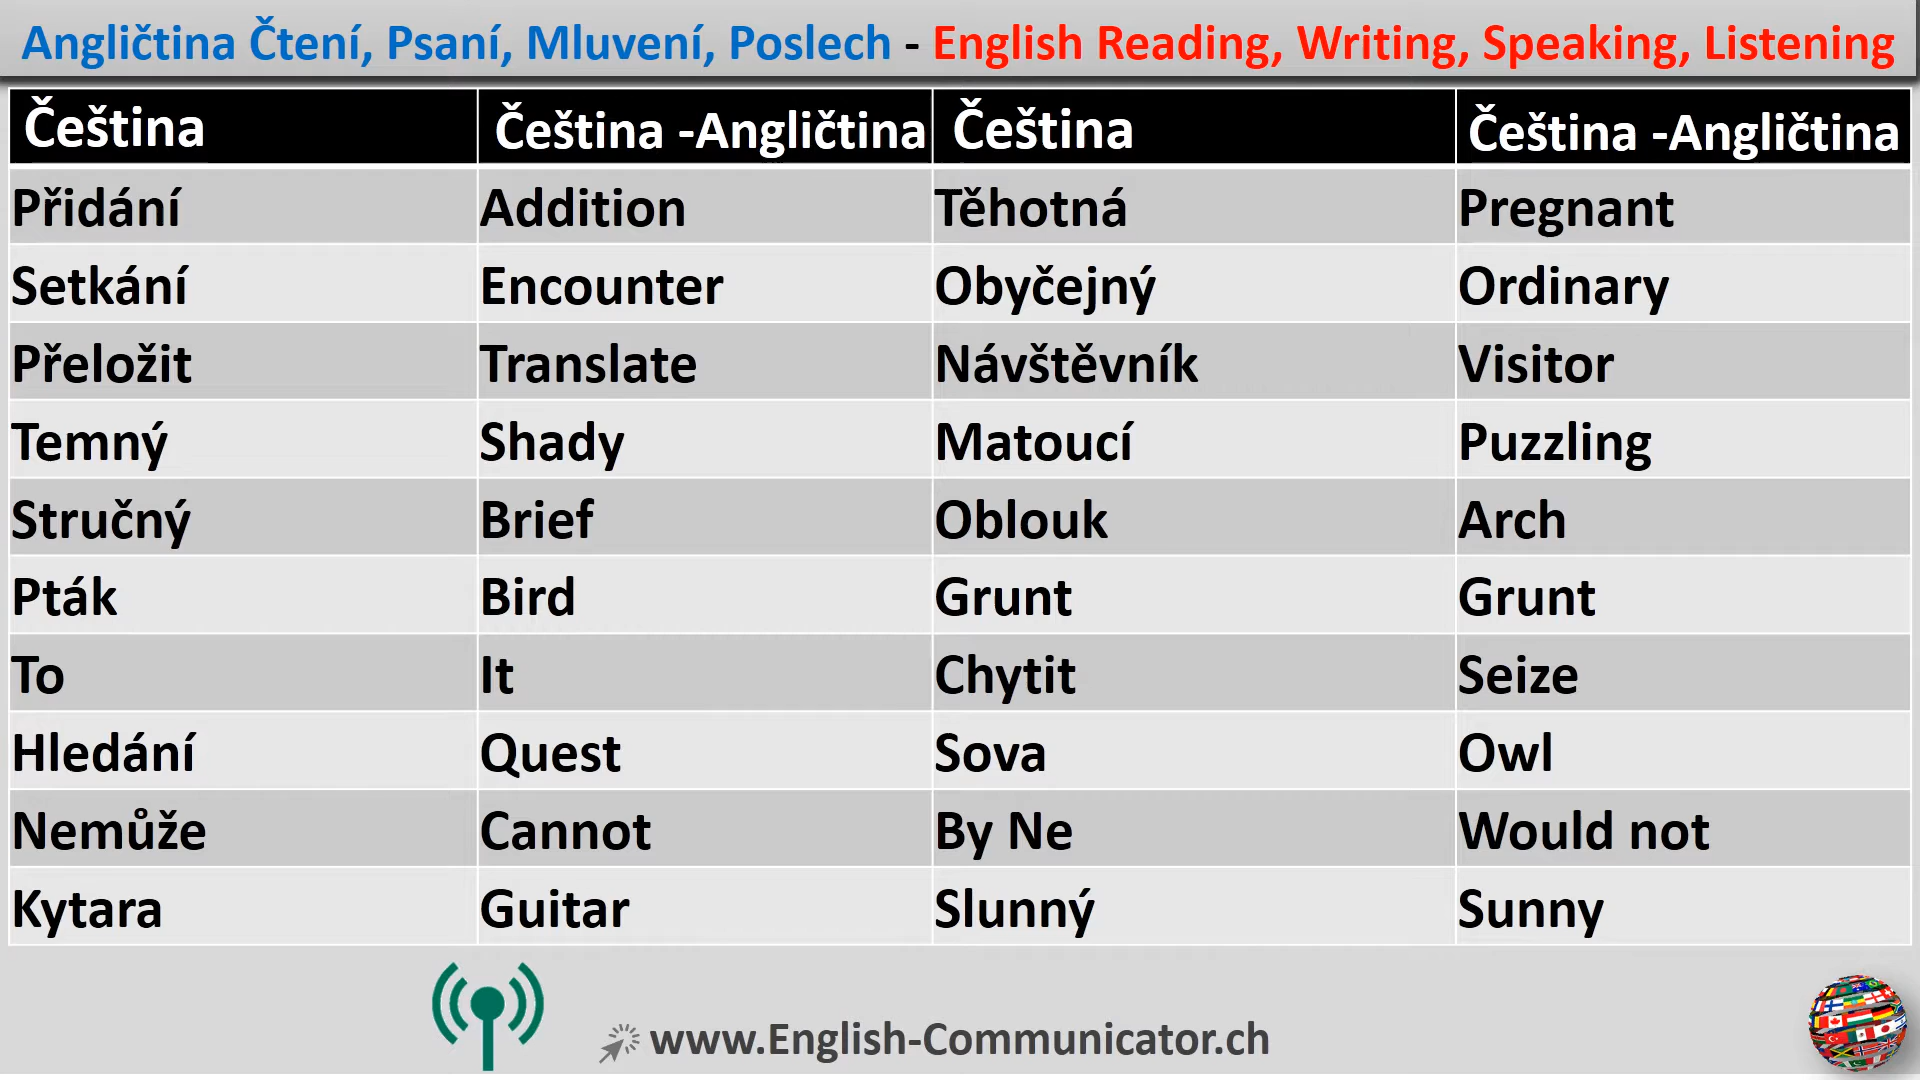 Angličtina Čtení, Psaní, Mluvení, Poslech - English Reading, Writing, Speaking, Listening
Čeština Čeština -Angličtina Čeština Čeština -Angličtina
Přidání Addition Těhotná Pregnant
Setkání Encounter Obyčejný Ordinary
Přeložit Translate Návštěvník Visitor
Temný Shady Matoucí Puzzling
Stručný Brief Oblouk Arch
Pták Bird Grunt Grunt
To It Chytit Seize
Hledání Quest Sova Owl
Nemůže Cannot By Ne Would not
Kytara Guitar Slunný Sunny
www.English-Communicator.ch